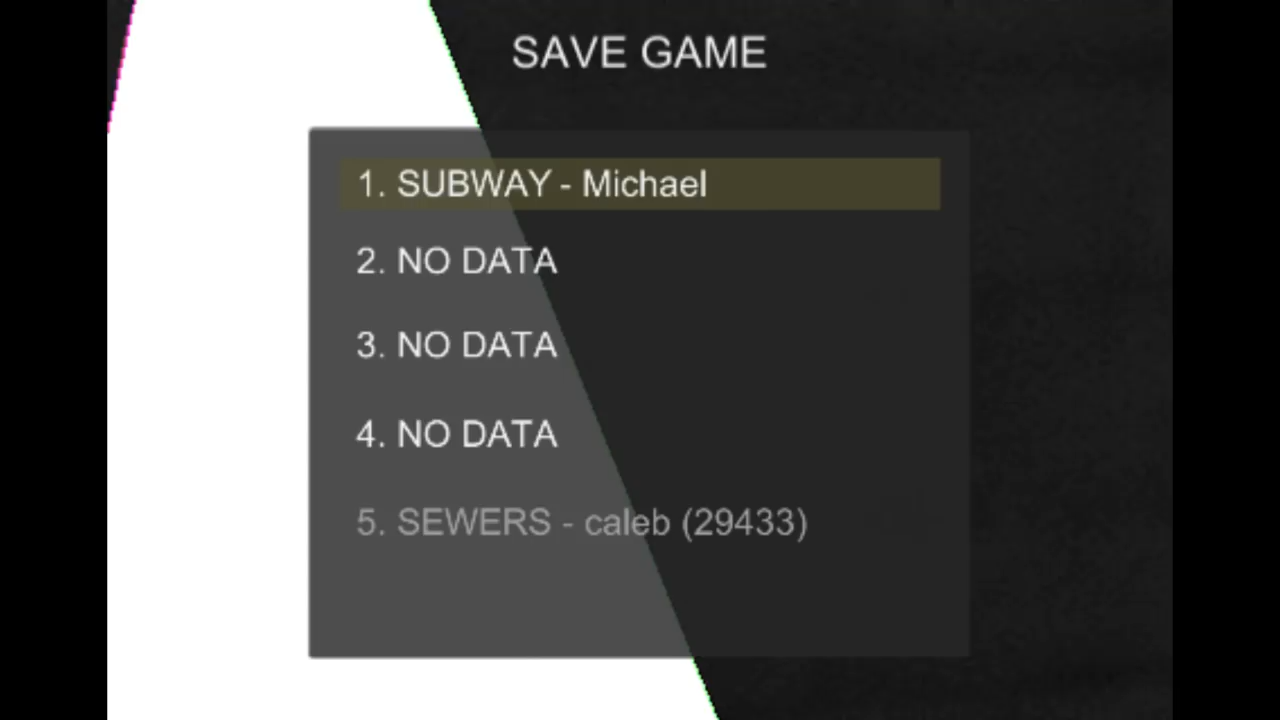 SAVE GAME
1. SUBWAY - Michael
2. NO DATA
3. NO DATA
4. NO DATA
5. SEWERS - caleb (29433)